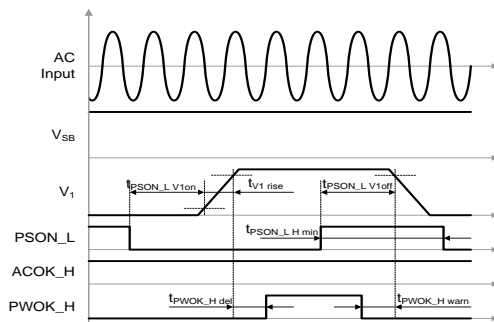 AC
Input
VSB
V1
tPSON_L V1on
tV1 rise
tPSON_L V1off
PSON_L
tPSON_L H min
ACOK_H
PWOK_H
tPWOK_H del
tPWOK_H warn